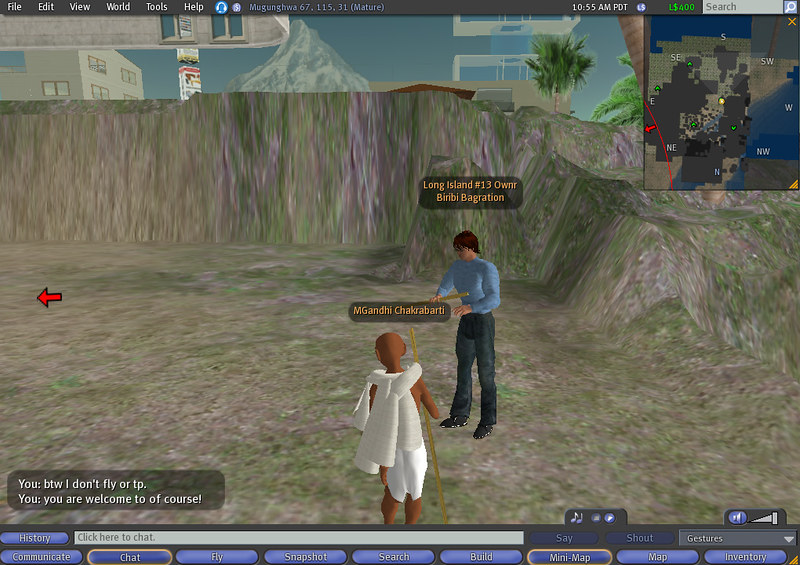 File Edit View World Tools Help Mugunghwa 67, 115, 31 (Mature) 10:55 AM PDT L$ L$400 Search
S
SE SW
E W
NE NW
N
Long Island #13 Ownr
Biribi Bagration
MGandhi Chakrabarti
You: btw I don't fly or tp.
You: you are welcome to of course!
History Click here to chat. Say Shout Gestures
Communicate Chat Fly Snapshot Search Build Mini-Map Map Inventory